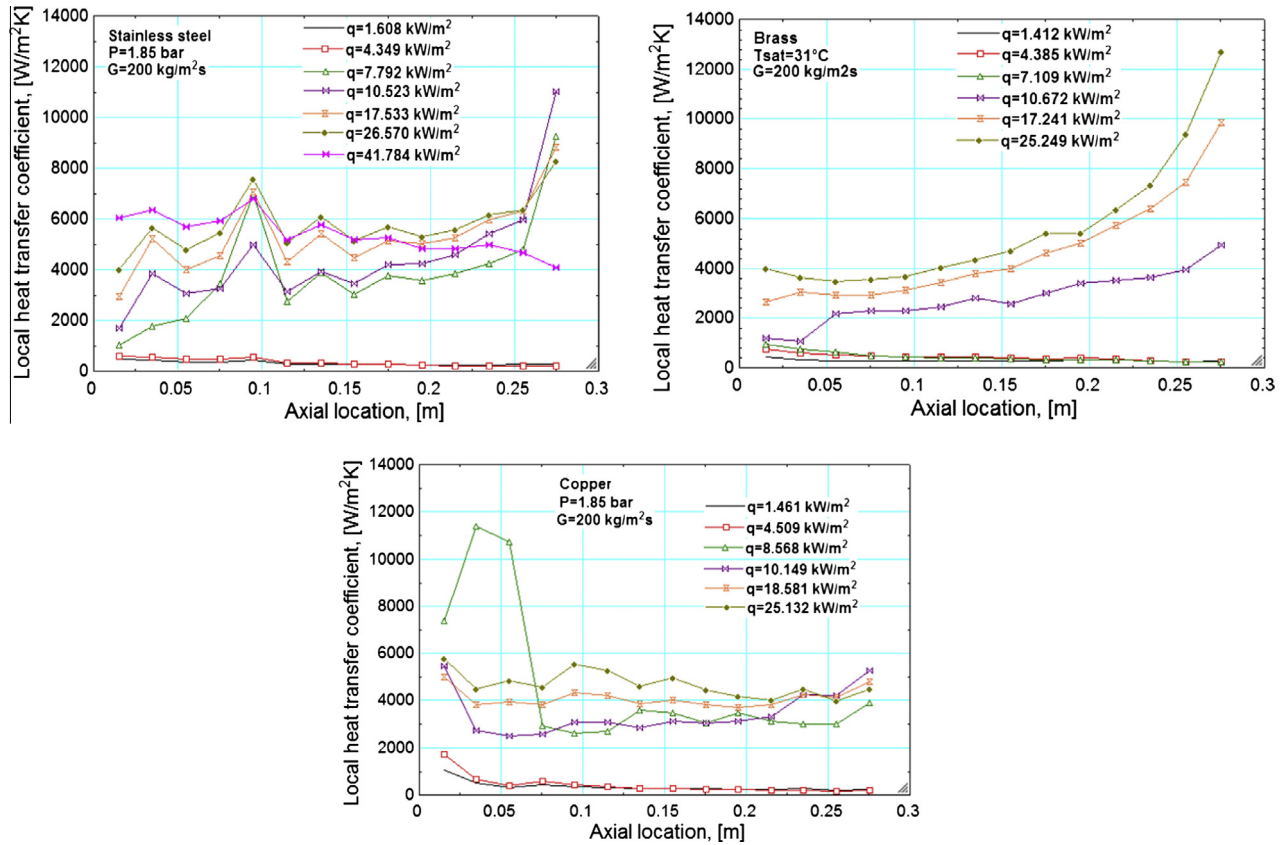 Local heat transfer coefficient, [W/m²K]
14000
12000
10000
8000
6000
4000
2000
0
Stainless steel
P=1.85 bar
G=200 kg/m²s
q=1.608 kW/m²
q=4.349 kW/m²
q=7.792 kW/m²
q=10.523 kW/m²
q=17.533 kW/m²
q=26.570 kW/m²
q=41.784 kW/m²
0 0.05 0.1 0.15 0.2 0.25 0.3
Axial location, [m]
Local heat transfer coefficient, [W/m²K]
14000
12000
10000
8000
6000
4000
2000
0
Brass
Tsat=31°C
G=200 kg/m2s
q=1.412 kW/m²
q=4.385 kW/m²
q=7.109 kW/m²
q=10.672 kW/m²
q=17.241 kW/m²
q=25.249 kW/m²
0 0.05 0.1 0.15 0.2 0.25 0.3
Axial location, [m]
Local heat transfer coefficient, [W/m²K]
14000
12000
10000
8000
6000
4000
2000
0
Copper
P=1.85 bar
G=200 kg/m²s
q=1.461 kW/m²
q=4.509 kW/m²
q=8.568 kW/m²
q=10.149 kW/m²
q=18.581 kW/m²
q=25.132 kW/m²
0 0.05 0.1 0.15 0.2 0.25 0.3
Axial location, [m]